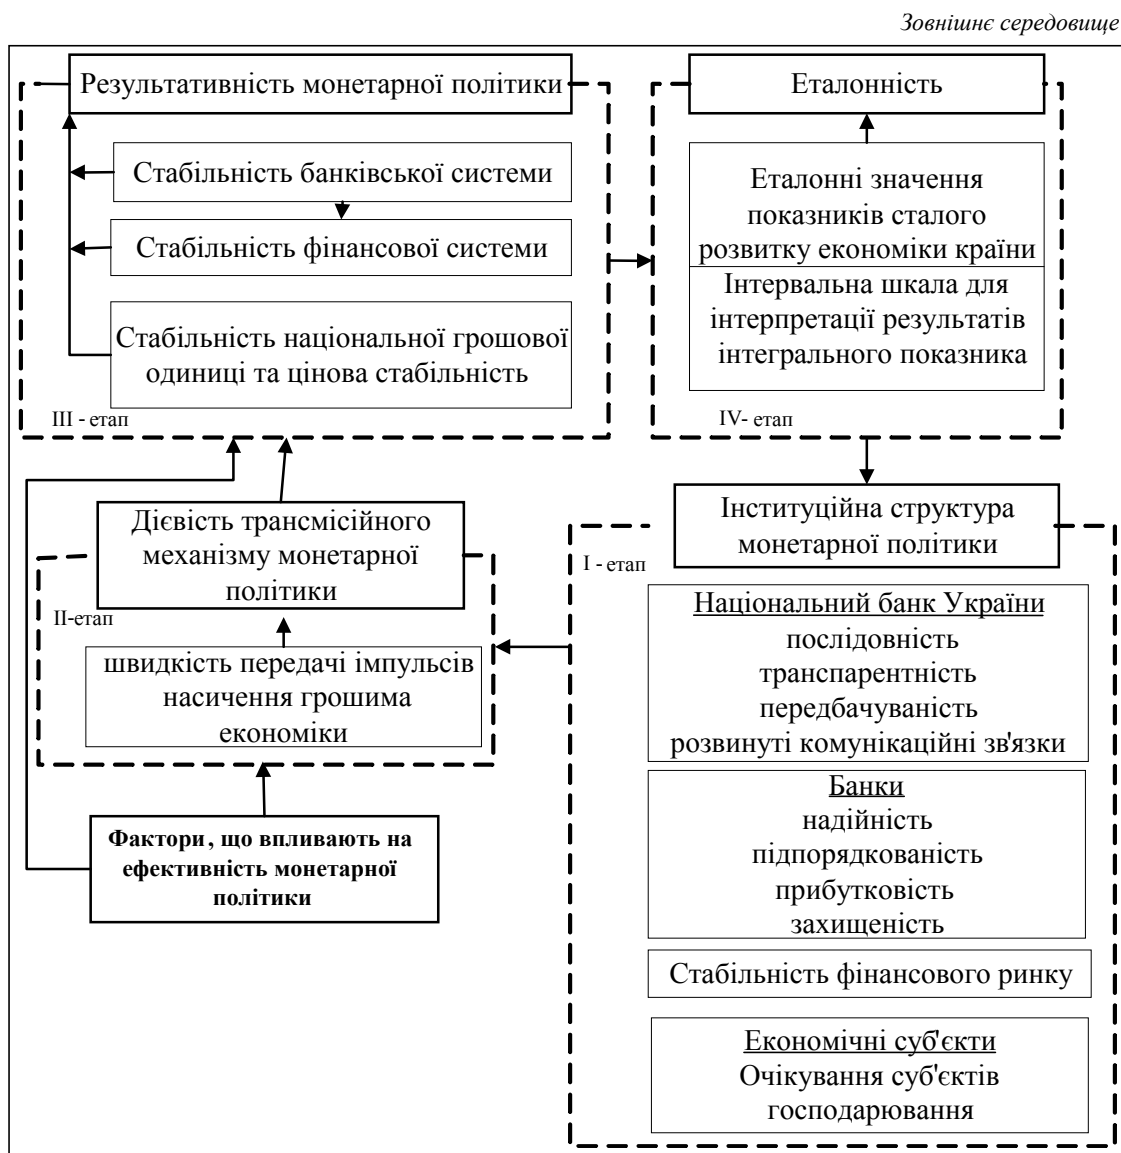 Зовнішнє середовище
Результативність монетарної політики
Стабільність банківської системи
Стабільність фінансової системи
Стабільність національної грошової
одиниці та цінова стабільність
III - етап
Еталонність
Еталонні значення
показників сталого
розвитку економіки країни
Інтервальна шкала для
інтерпретації результатів
інтегрального показника
IV- етап
Дієвість трансмісійного
механізму монетарної
політики
II-етап
швидкість передачі імпульсів
насичення грошима
економіки
Фактори, що впливають на
ефективність монетарної
політики
Інституційна структура
монетарної політики
I - етап
Національний банк України
послідовність
транспарентність
передбачуваність
розвинуті комунікаційні зв'язки
Банки
надійність
підпорядкованість
прибутковість
захищеність
Стабільність фінансового ринку
Економічні суб'єкти
Очікування суб'єктів
господарювання